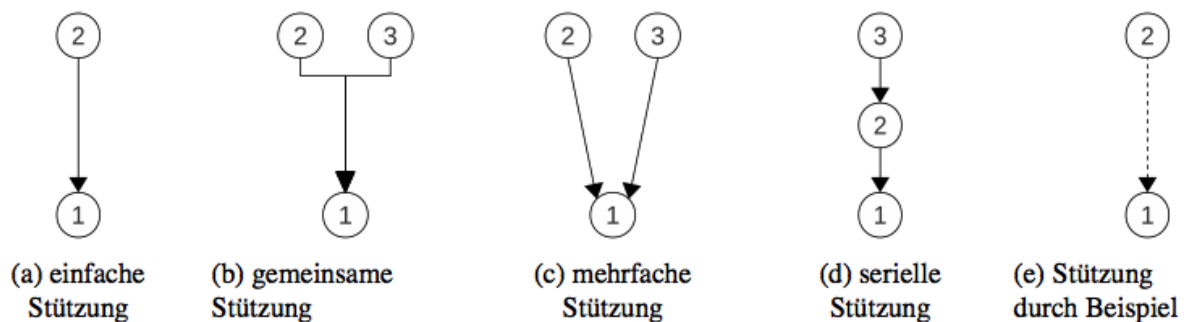 2
2 3
2 3
3
2
2
1
1
1
1
1
(a) einfache
Stützung
(b) gemeinsame
Stützung
(c) mehrfache
Stützung
(d) serielle
Stützung
(e) Stützung
durch Beispiel